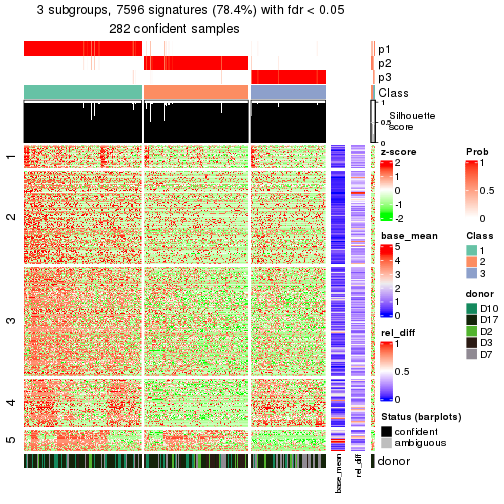 3 subgroups, 7596 signatures (78.4%) with fdr < 0.05
282 confident samples
p1
p2
p3
Class
1
0.5
0
Silhouette
score
1
2
3
4
5
z-score
2
1
0
-1
-2
base_mean
5
4
3
2
1
0
rel_diff
1
0.5
0
Status (barplots)
confident
ambiguous
Prob
1
0.5
0
Class
1
2
3
donor
D10
D17
D2
D3
D7
base_mean
rel_diff
donor